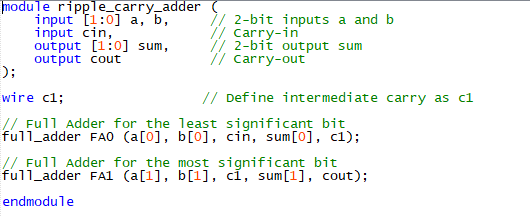 module ripple_carry_adder (
    input [1:0] a, b,     // 2-bit inputs a and b
    input cin,            // Carry-in
    output [1:0] sum,     // 2-bit output sum
    output cout           // Carry-out
);
wire c1;                 // Define intermediate carry as c1
// Full Adder for the least significant bit
full_adder FA0 (a[0], b[0], cin, sum[0], c1);
// Full Adder for the most significant bit
full_adder FA1 (a[1], b[1], c1, sum[1], cout);
endmodule